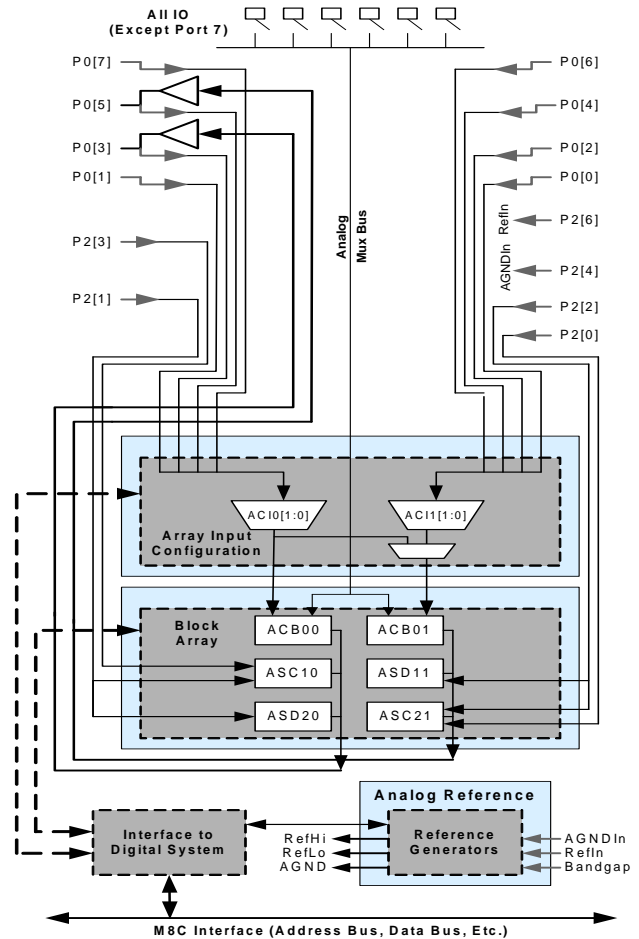 All IO
(Except Port 7)
P0[7]
P0[5]
P0[3]
P0[1]
P2[3]
P2[1]
P0[6]
P0[4]
P0[2]
P0[0]
P2[6]
P2[4]
P2[2]
P2[0]
AGNDIn RefIn
Analog
Mux Bus
ACI0[1:0]
ACI1[1:0]
Array Input
Configuration
Block
Array
ACB00
ACB01
ASC10
ASD11
ASD20
ASC21
Analog Reference
Interface to
Digital System
RefHi
RefLo
AGND
Reference
Generators
AGNDIn
RefIn
Bandgap
M8C Interface (Address Bus, Data Bus, Etc.)